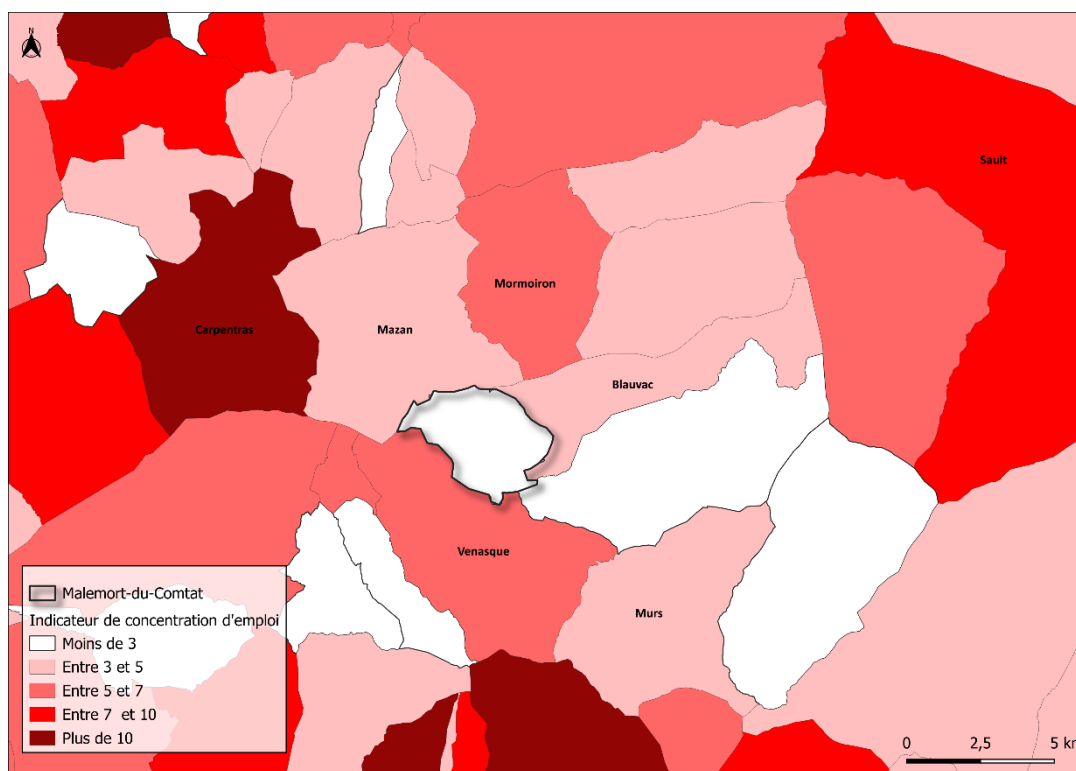 N
Sault
Mormoiron
Carpentras
Mazan
Blauvac
Venasque
Murs
Malemort-du-Comtat
Indicateur de concentration d'emploi
Moins de 3
Entre 3 et 5
Entre 5 et 7
Entre 7 et 10
Plus de 10
0 2,5 5 km